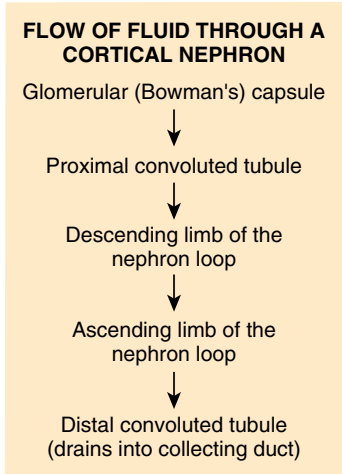 FLOW OF FLUID THROUGH A
CORTICAL NEPHRON
Glomerular (Bowman's) capsule
Proximal convoluted tubule
Descending limb of the
nephron loop
Ascending limb of the
nephron loop
Distal convoluted tubule
(drains into collecting duct)